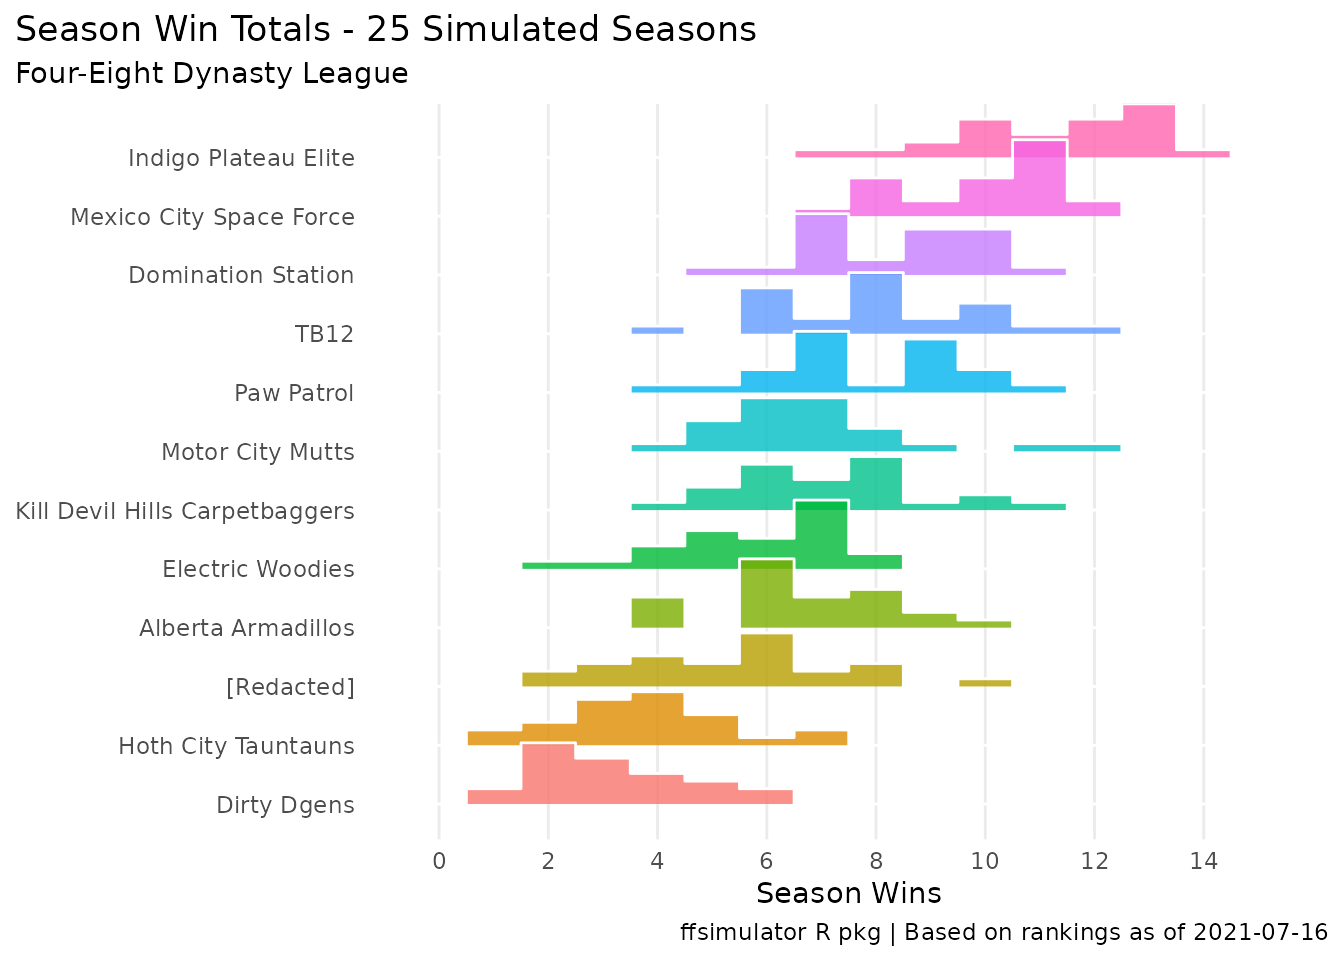 Season Win Totals - 25 Simulated Seasons
Four-Eight Dynasty League
Indigo Plateau Elite
Mexico City Space Force
Domination Station
TB12
Paw Patrol
Motor City Mutts
Kill Devil Hills Carpetbaggers
Electric Woodies
Alberta Armadillos
[Redacted]
Hoth City Tauntauns
Dirty Dgens
0 2 4 6 8 10 12 14
Season Wins
ffsimulator R pkg | Based on rankings as of 2021-07-16